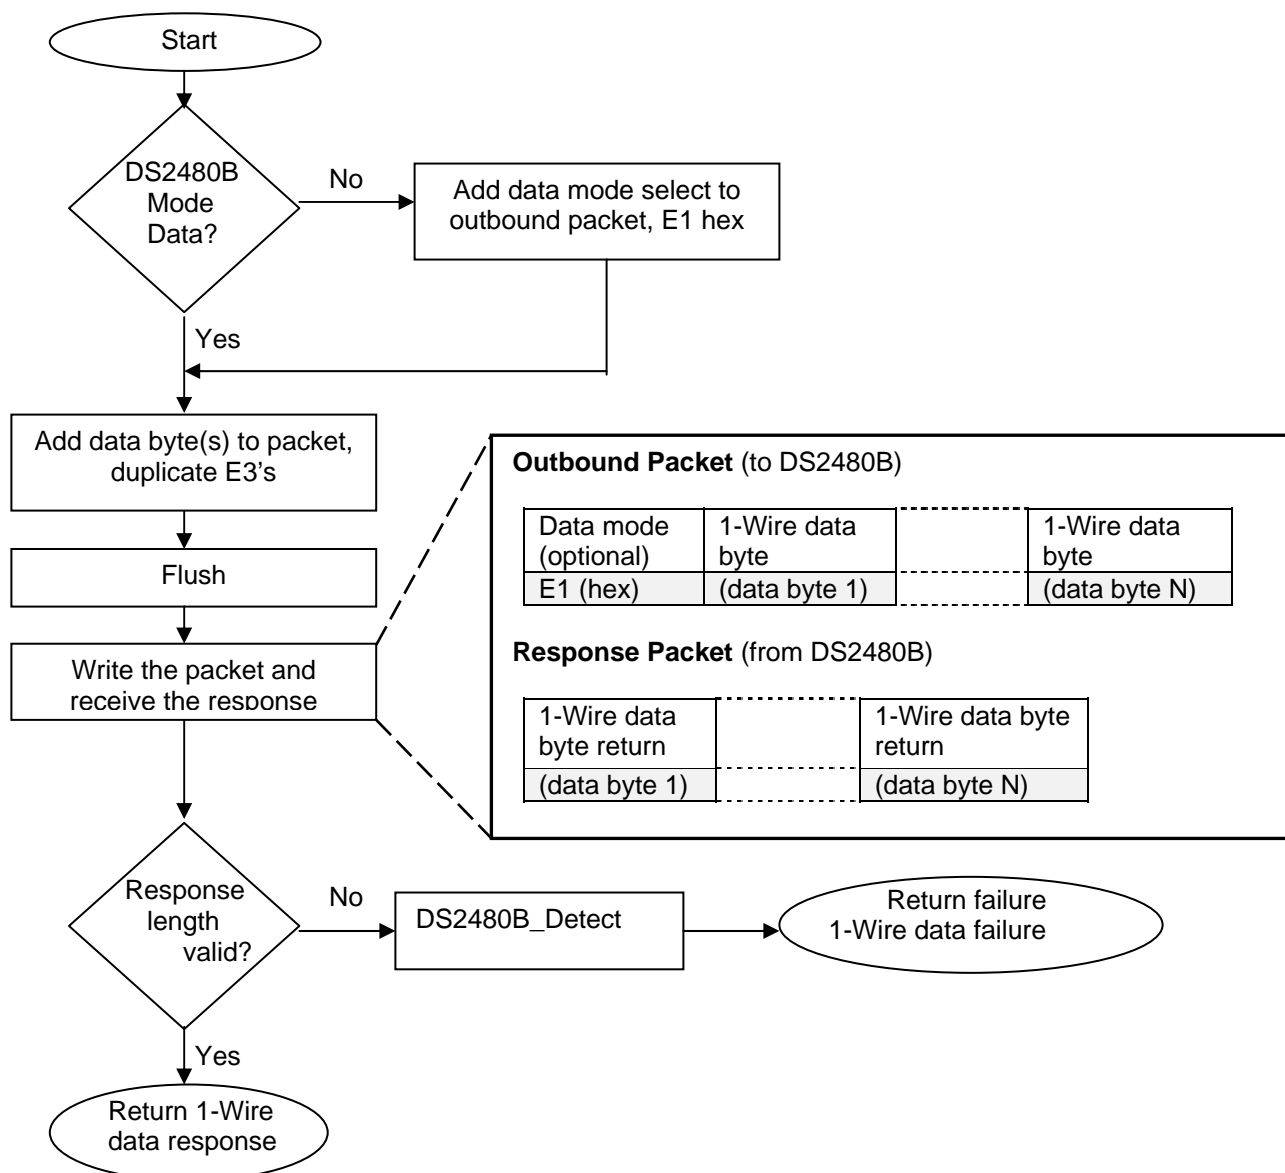 Start
DS2480B
Mode
Data?
No
Add data mode select to
outbound packet, E1 hex
Yes
Add data byte(s) to packet,
duplicate E3's
Flush
Write the packet and
receive the response
Outbound Packet (to DS2480B)
Data mode
(optional)
1-Wire data
byte
1-Wire data
byte
E1 (hex)
(data byte 1)
(data byte N)
Response Packet (from DS2480B)
1-Wire data
byte return
1-Wire data byte
return
(data byte 1)
(data byte N)
Response
length
valid?
No
DS2480B_Detect
Return failure
1-Wire data failure
Yes
Return 1-Wire
data response